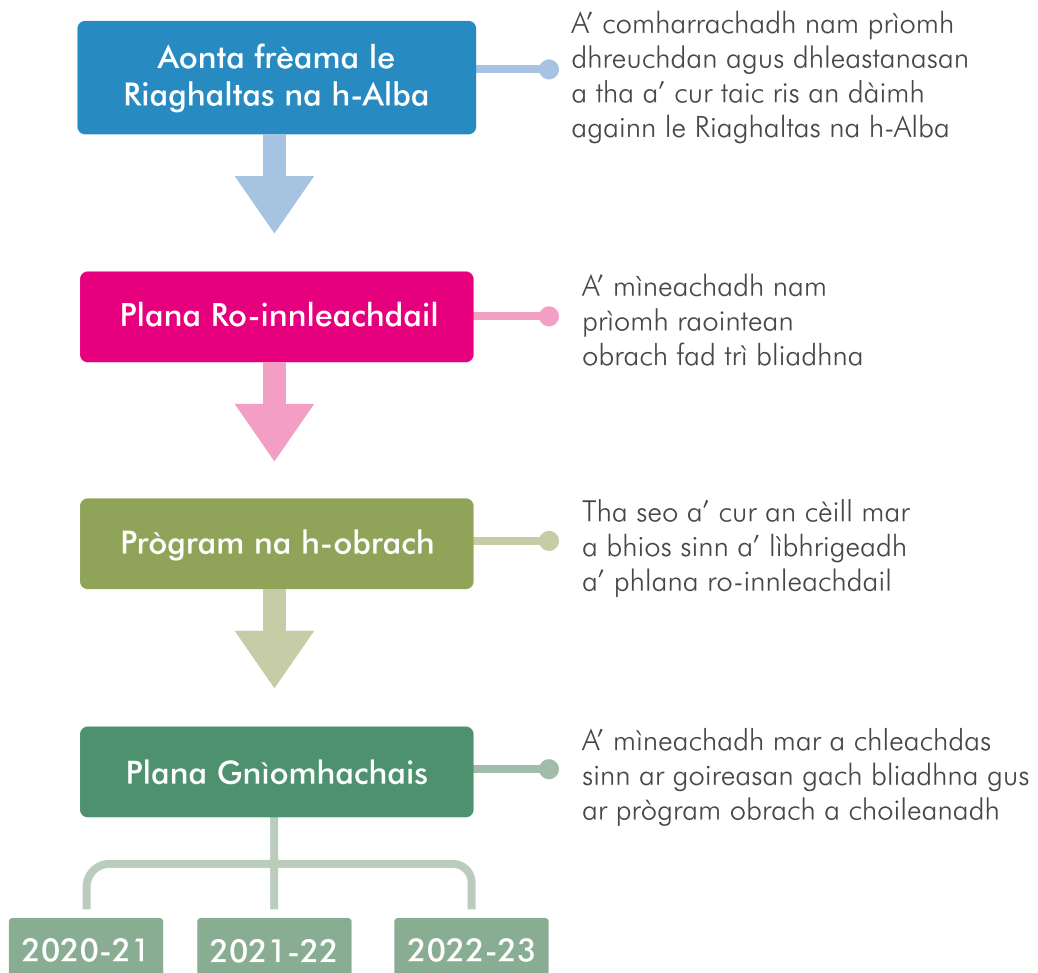 Aonta frèama le
Riaghaltas na h-Alba
A’ comharrachadh nam prìomh
dhreuchdan agus dhleastanasan
a tha a’ cur taic ris an dàimh
againn le Riaghaltas na h-Alba
Plana Ro-innleachdail
A’ mìneachadh nam
prìomh raointean
obrach fad trì bliadhna
Prògram na h-obrach
Tha seo a’ cur an cèill mar
a bhios sinn a’ lìbhrigeadh
a’ phlana ro-innleachdail
Plana Gnìomhachais
A’ mìneachadh mar a chleachdas
sinn ar goireasan gach bliadhna gus
ar prògram obrach a choileanadh
2020-21
2021-22
2022-23